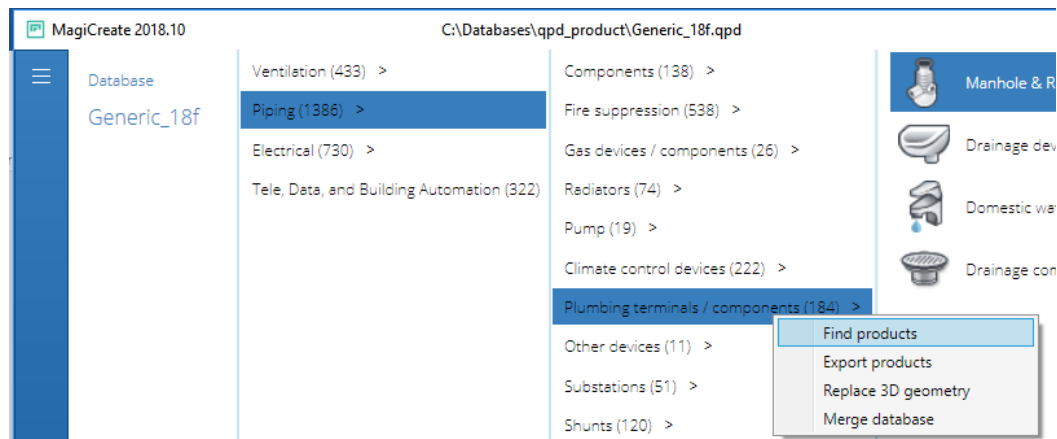 MagiCreate 2018.10
C:\Databases\qpd_product\Generic_18f.qpd
Database
Generic_18f
Ventilation (433) >
Piping (1386) >
Electrical (730) >
Tele, Data, and Building Automation (322)
Components (138) >
Fire suppression (538) >
Gas devices / components (26) >
Radiators (74) >
Pump (19) >
Climate control devices (222) >
Plumbing terminals / components (184) >
Other devices (11) >
Substations (51) >
Shunts (120) >
Manhole & R
Drainage dev
Domestic wa
Drainage con
Find products
Export products
Replace 3D geometry
Merge database